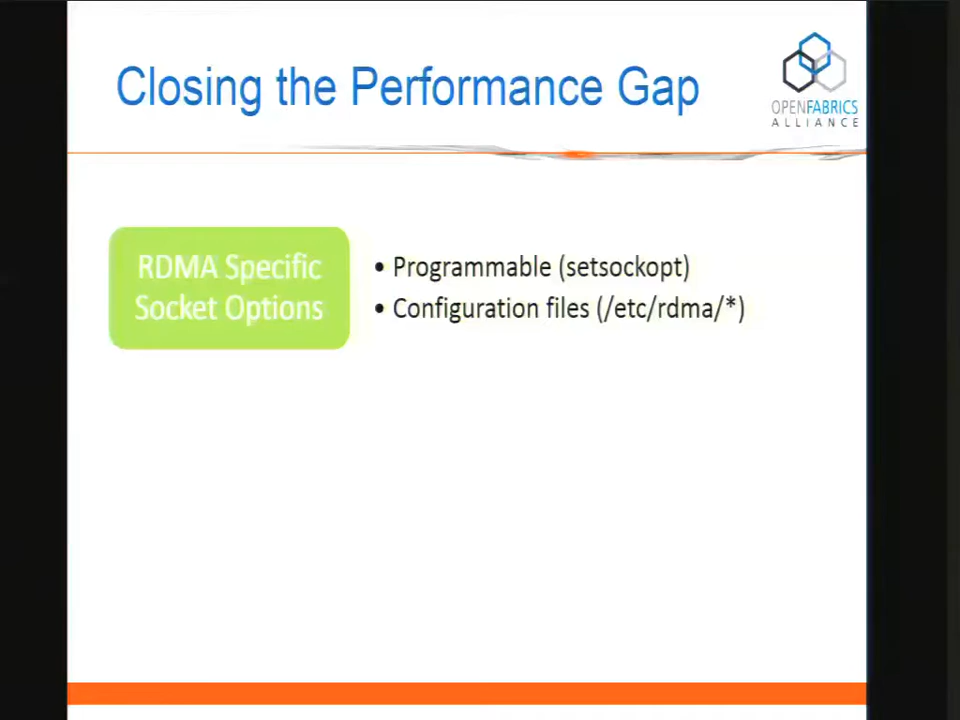 Closing the Performance Gap
OPENFABRICS
ALLIANCE
RDMA Specific
Socket Options
• Programmable (setsockopt)
• Configuration files (/etc/rdma/*)